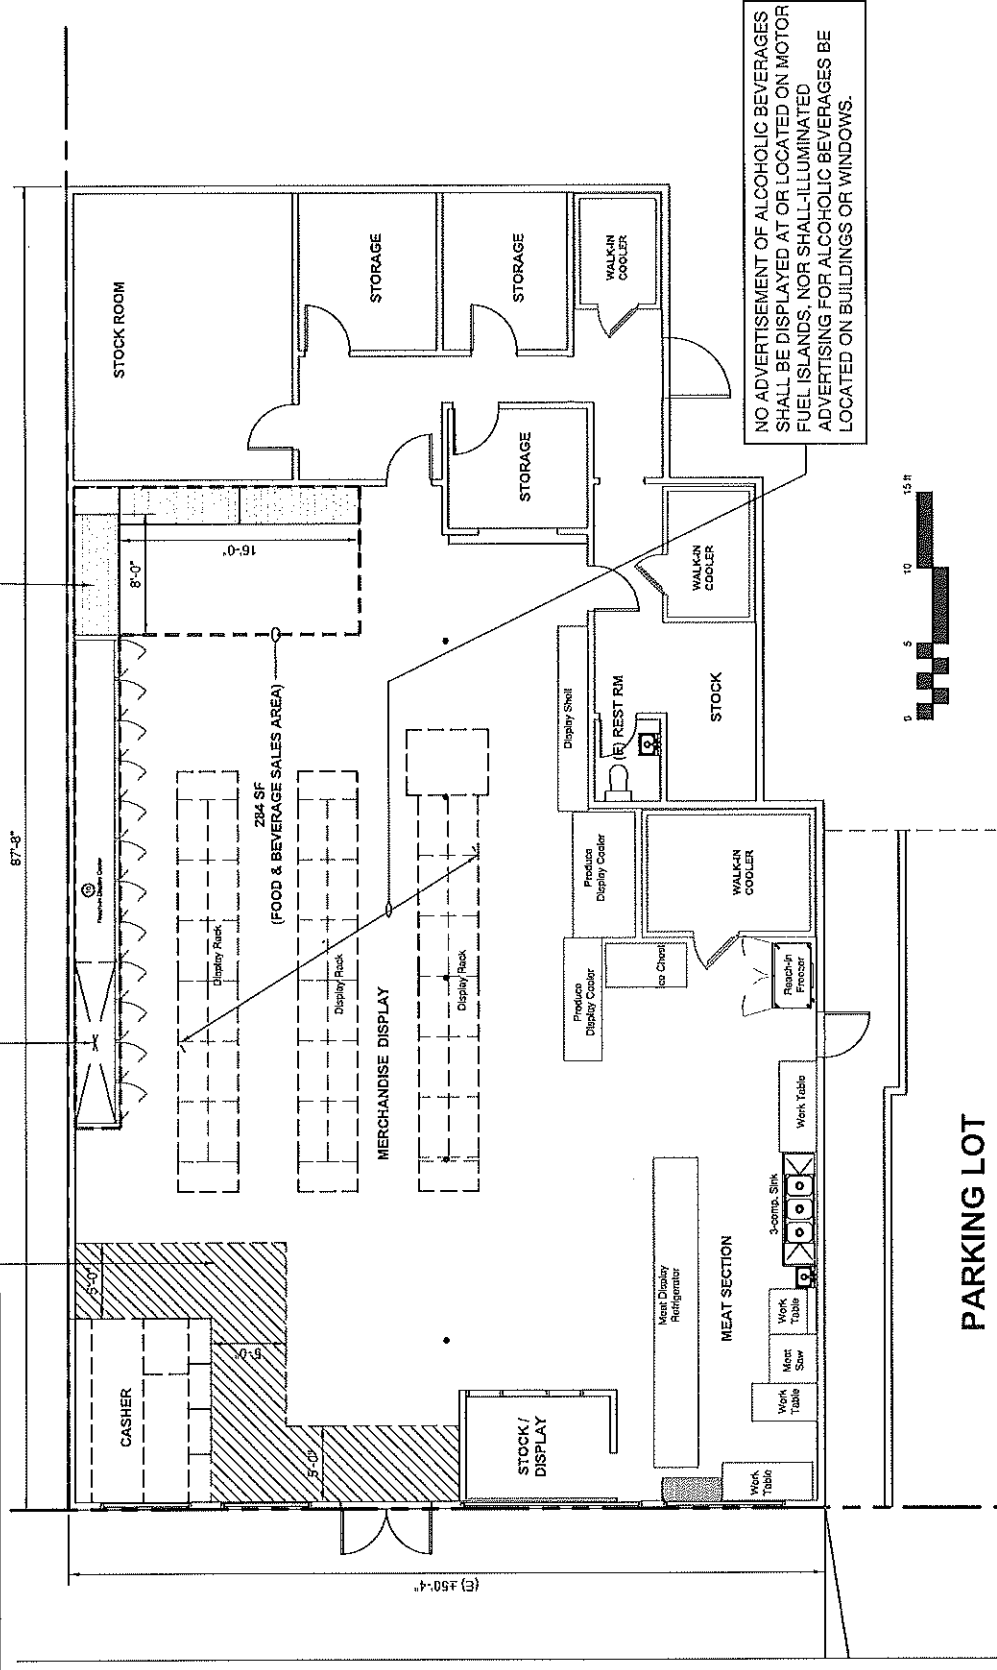 NO ADVERTISEMENT OF ALCOHOLIC BEVERAGES
SHALL BE DISPLAYED AT OR LOCATED ON MOTOR
FUEL ISLANDS, NOR SHALL-ILLUMINATED
ADVERTISING FOR ALCOHOLIC BEVERAGES BE
LOCATED ON BUILDINGS OR WINDOWS.
87'-8"
STOCK ROOM
STORAGE
STORAGE
WALK-IN
COOLER
STORAGE
16'-0"
8'-0"
WALK-IN
COOLER
284 SF
(FOOD & BEVERAGE SALES AREA)
Display Shelf
(E) REST RM
STOCK
Display Rack
Display Rack
Display Rack
MERCHANDISE DISPLAY
Produce
Display Cooler
Produce
Display Cooler
Ice Chest
WALK-IN
COOLER
Reach-In
Freezer
Work Table
3-comp. Sink
5'-0"
5'-0"
5'-0"
CASHER
STOCK /
DISPLAY
Meat Display
Refrigerator
MEAT SECTION
Work
Table
Meat
Saw
Work
Table
Work
Table
(E) ±50'-4"
0
5
10
15 ft
PARKING LOT